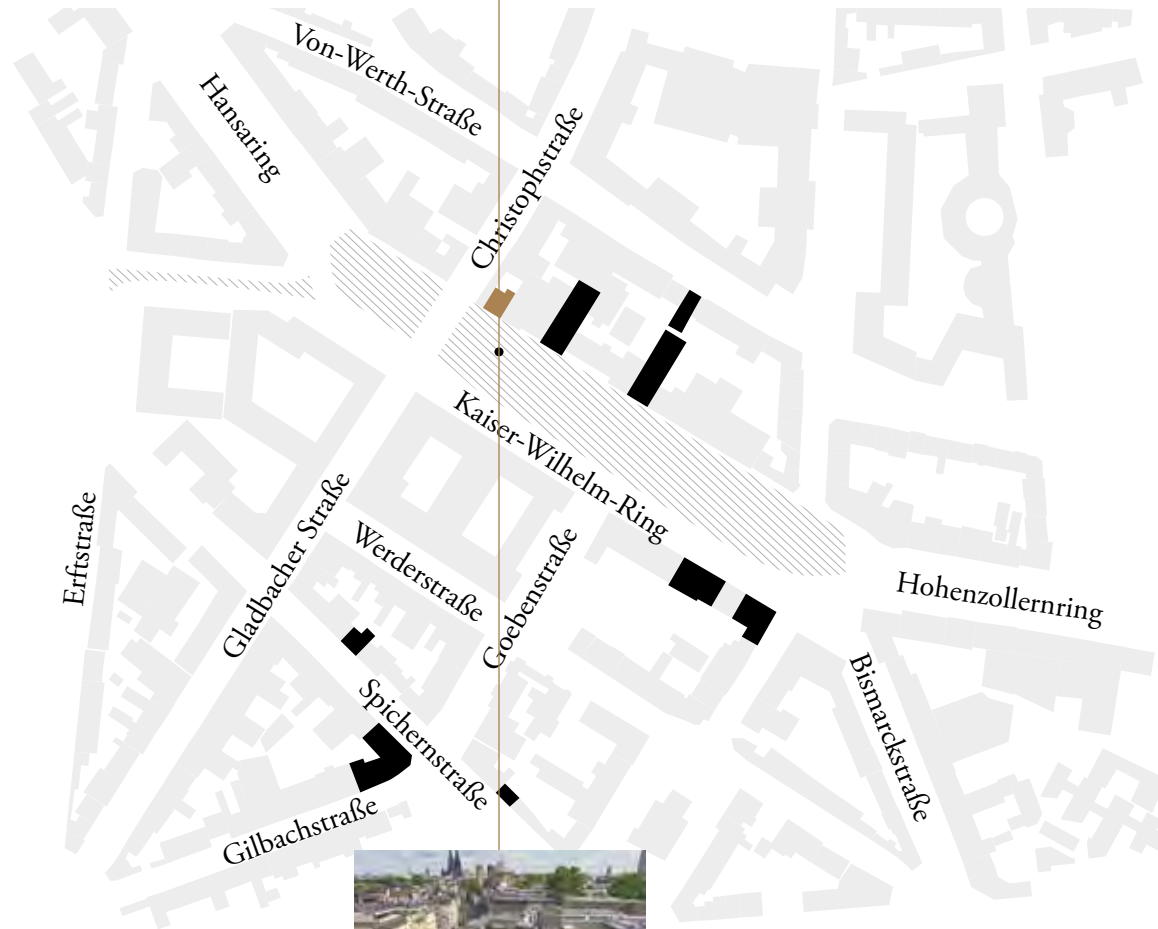 Von-Werth-Straße
Hansaring
Christophstraße
Kaiser-Wilhelm-Ring
Erftstraße
Gladbacher Straße
Werderstraße
Goebenstraße
Hohenzollernring
Bismarckstraße
Spichernstraße
Gilbachstraße